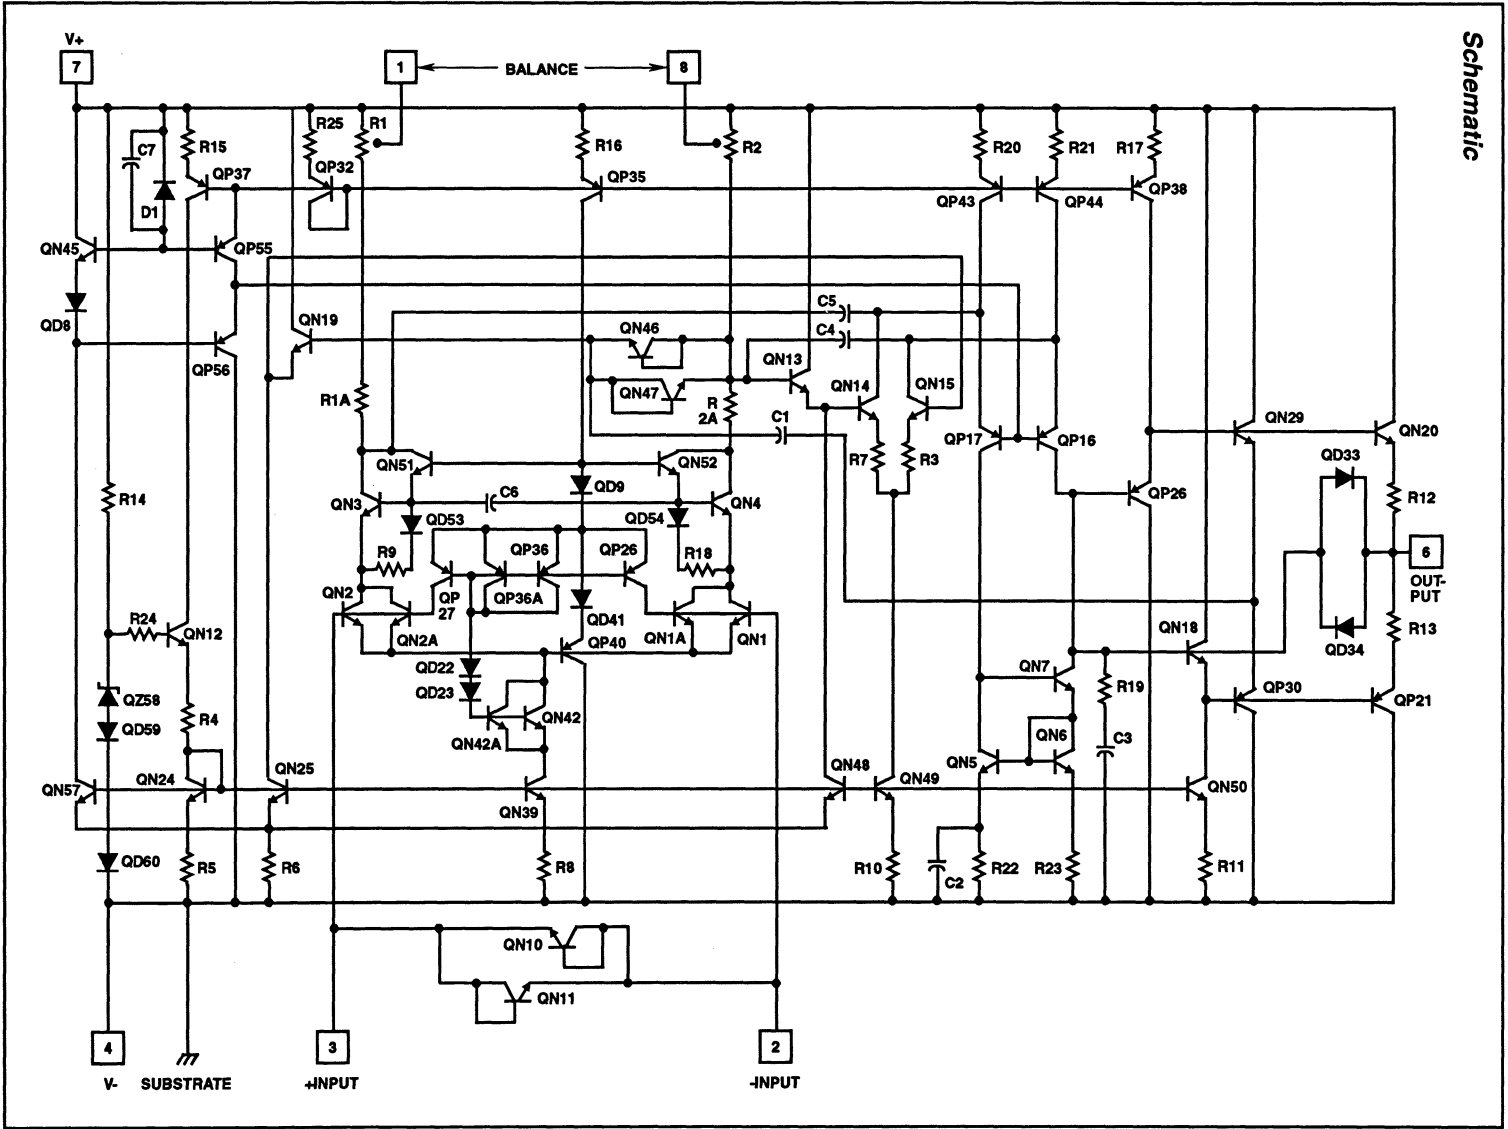 Schematic
V+
7
1
BALANCE
8
R25
R1
C7
R15
R16
R2
R20
R21
R17
QP32
QP37
QP35
D1
QP43
QP44
QP38
QN45
QP55
QD8
QN19
C5
QN46
C4
QP56
QN13
QN47
QN14
QN15
R1A
R
2A
C1
QN29
QN20
QN51
QN52
R7
R3
QP17
QP16
QD33
QD9
R14
QN3
C6
QN4
QP26
R12
QD53
QD54
R9
QP36
QP26
R18
6
OUT-
PUT
QN2
QP
27
QP36A
R24
QN12
QN2A
QD41
QN1A
QN1
QP40
QN18
R13
QD34
QD22
QN7
QD23
R19
QP30
QP21
QZ58
R4
QN42
QD59
QN42A
QN6
C3
QN5
QN57
QN24
QN25
QN48
QN49
QN50
QN39
QD60
R5
R6
R8
R10
C2
R22
R23
R11
QN10
QN11
4
3
2
V-
SUBSTRATE
+INPUT
-INPUT